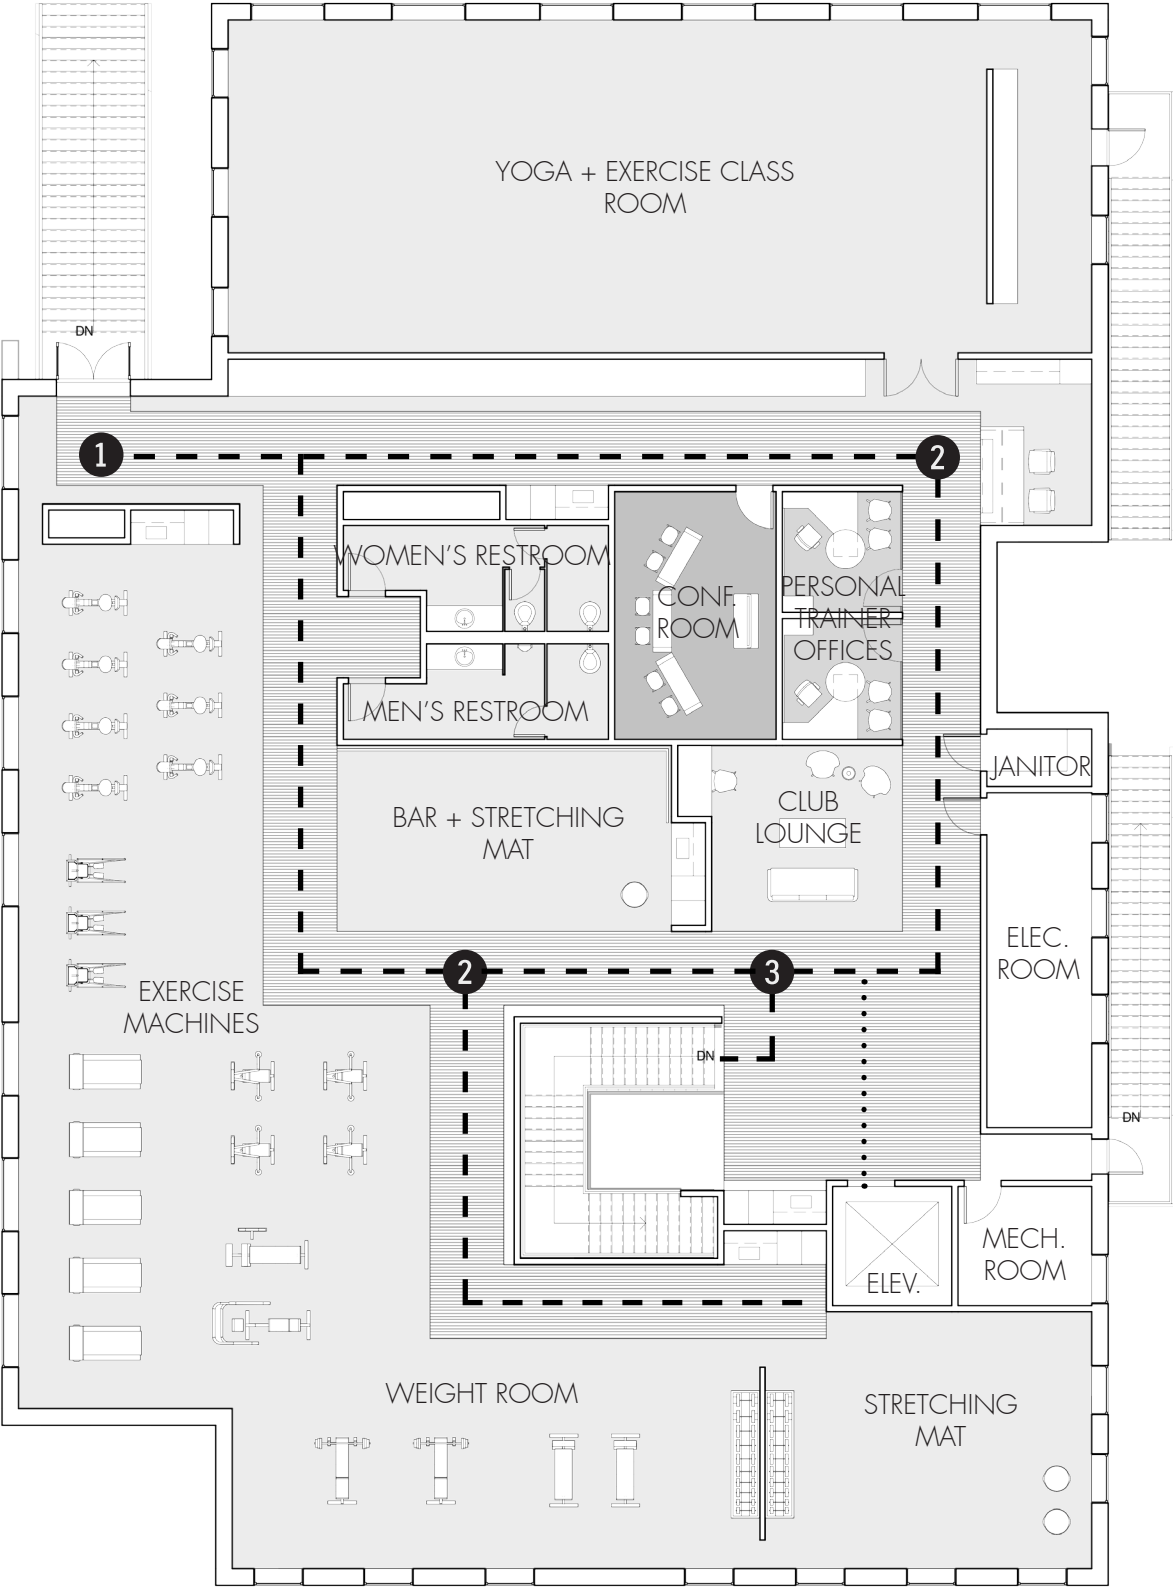 YOGA + EXERCISE CLASS
ROOM
DN
1
2
WOMEN'S RESTROOM
CONF.
ROOM
PERSONAL
TRAINER
OFFICES
MEN'S RESTROOM
JANITOR
BAR + STRETCHING
MAT
CLUB
LOUNGE
ELEC.
ROOM
2
3
EXERCISE
MACHINES
DN
DN
MECH.
ROOM
ELEV.
WEIGHT ROOM
STRETCHING
MAT